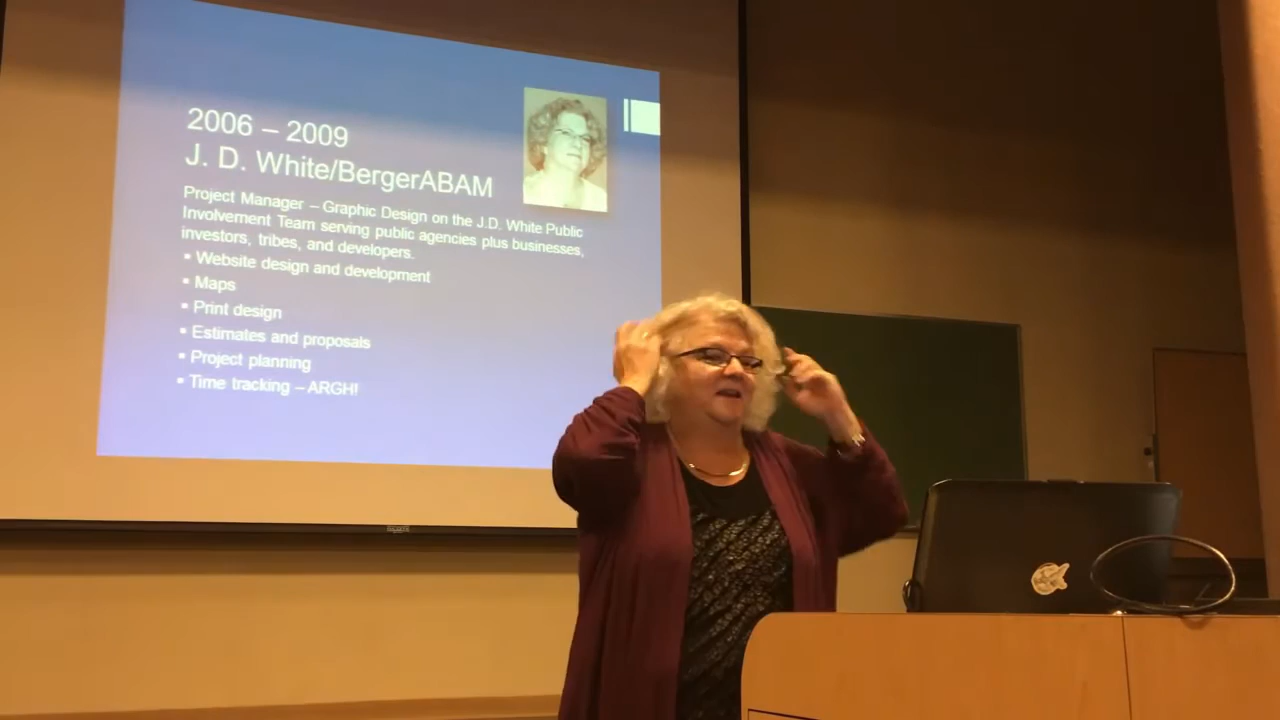 2006 – 2009
J. D. White/BergerABAM
Project Manager – Graphic Design on the J.D. White Public
Involvement Team serving public agencies plus businesses,
investors, tribes, and developers.
▪ Website design and development
▪ Maps
▪ Print design
▪ Estimates and proposals
▪ Project planning
▪ Time tracking – ARGH!